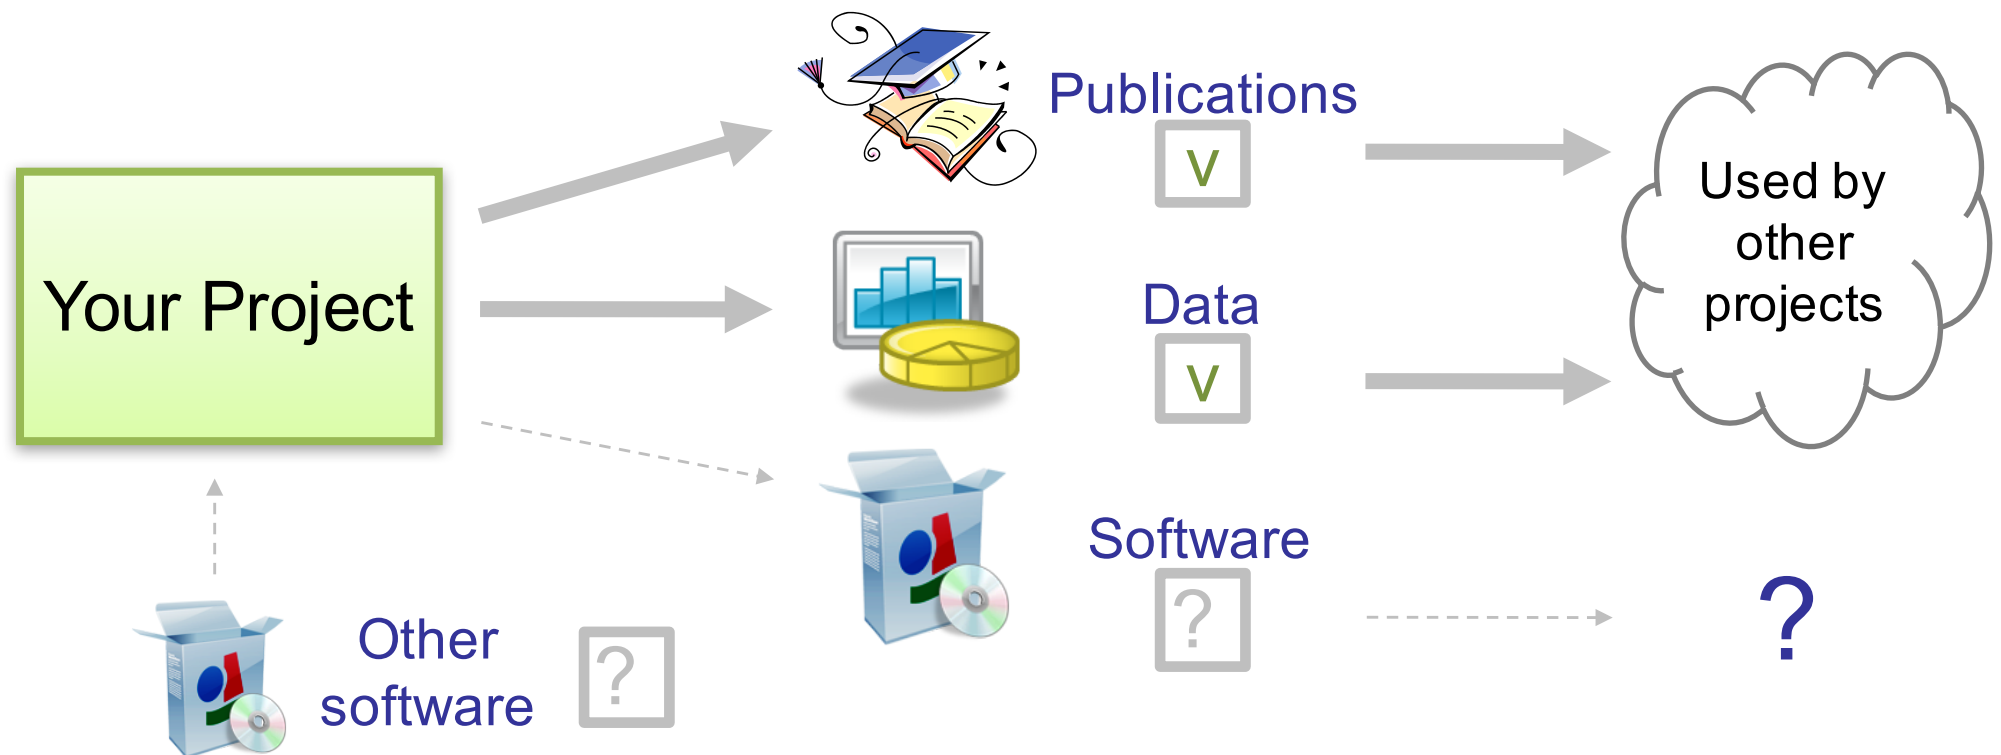 Your Project
Publications
v
Data
v
Software
?
Other
software
?
Used by
other
projects
?